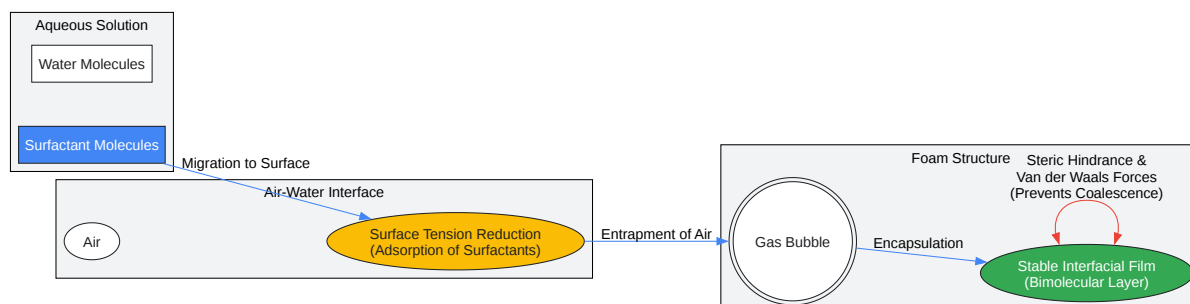 Aqueous Solution
Water Molecules
Surfactant Molecules
Migration to Surface
Air-Water Interface
Air
Surface Tension Reduction
(Adsorption of Surfactants)
Entrapment of Air
Foam Structure
Gas Bubble
Encapsulation
Steric Hindrance &
Van der Waals Forces
(Prevents Coalescence)
Stable Interfacial Film
(Bimolecular Layer)